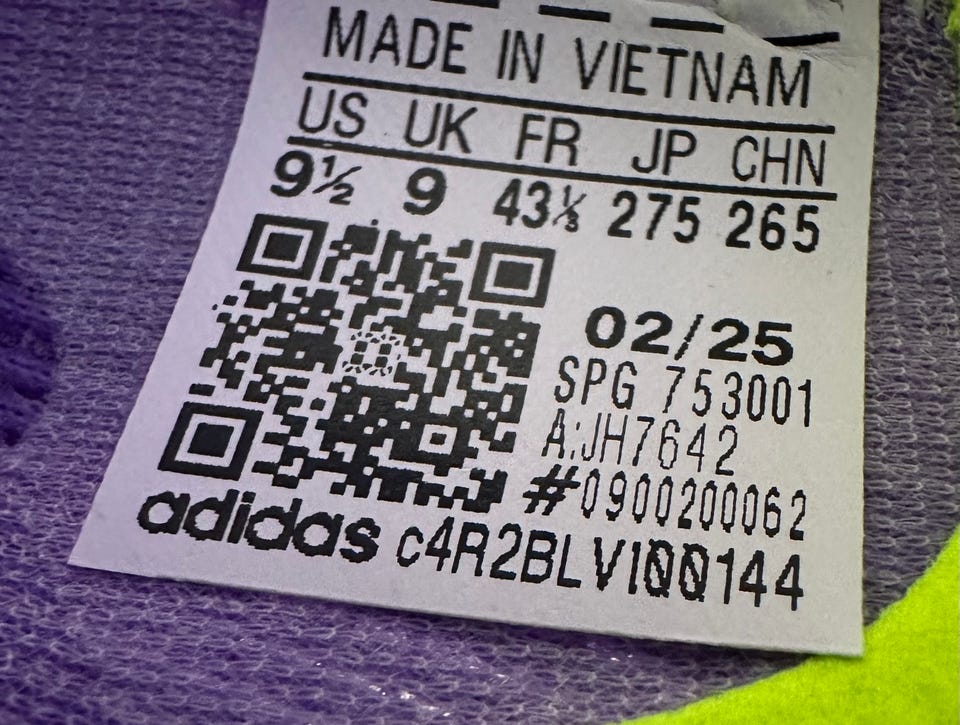 MADE IN VIETNAM
US UK FR JP CHN
9½ 9 43⅓ 275 265
02/25
SPG 753001
A:JH7642
#0900200062
adidas c4R2BLVI00144